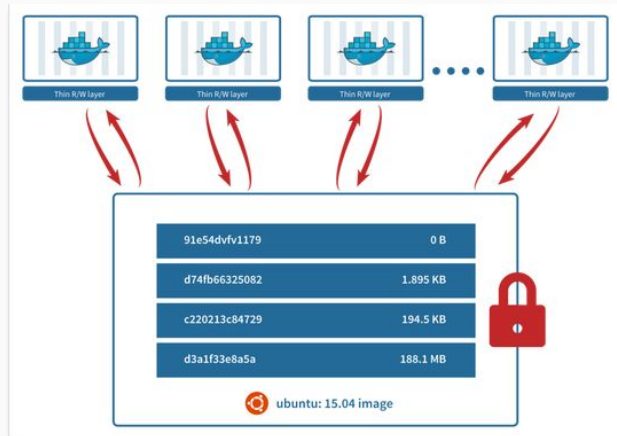 Thin R/W layer
Thin R/W layer
Thin R/W layer
Thin R/W layer
91e54dvfv1179 0 B
d74fb66325082 1.895 KB
c220213c84729 194.5 KB
d3a1f33e8a5a 188.1 MB
ubuntu: 15.04 image